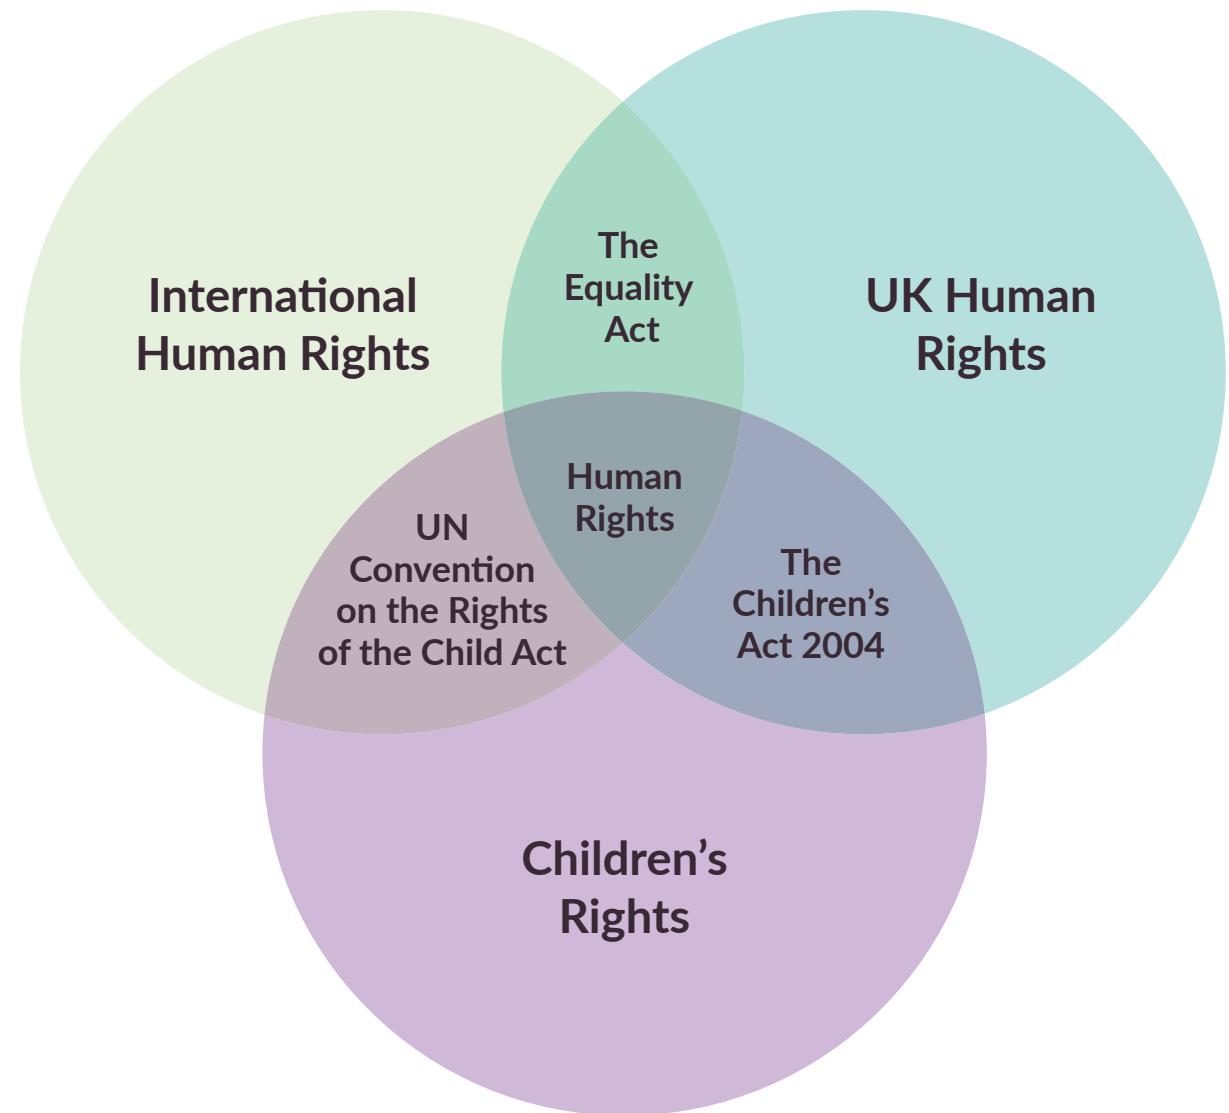 International
Human Rights
The
Equality
Act
UK Human
Rights
Human
Rights
UN
Convention
on the Rights
of the Child Act
The
Children’s
Act 2004
Children’s
Rights